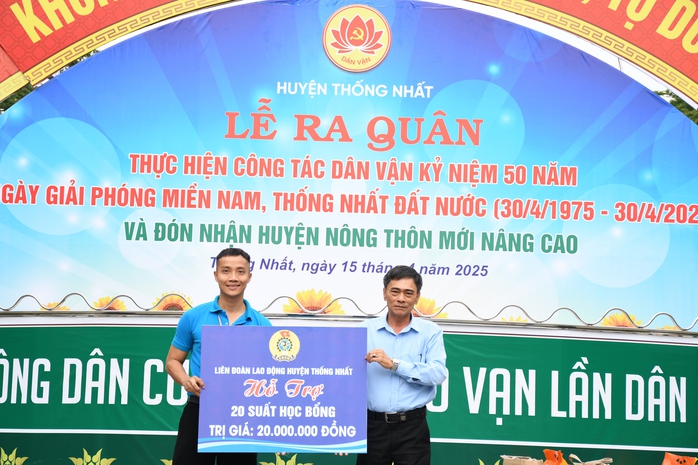 DÂN VẬN
HUYỆN THỐNG NHẤT
LỄ RA QUÂN
THỰC HIỆN CÔNG TÁC DÂN VẬN KỶ NIỆM 50 NĂM
GÀY GIẢI PHÓNG MIỀN NAM, THỐNG NHẤT ĐẤT NƯỚC (30/4/1975 - 30/4/202
VÀ ĐÓN NHẬN HUYỆN NÔNG THÔN MỚI NÂNG CAO
Thống Nhất, ngày 15 tháng 4 năm 2025
LIÊN ĐOÀN LAO ĐỘNG HUYỆN THỐNG NHẤT
Hỗ Trợ
20 SUẤT HỌC BỔNG
TRỊ GIÁ: 20.000.000 ĐỒNG
ÔNG DÂN VẠN LẦN DÂN